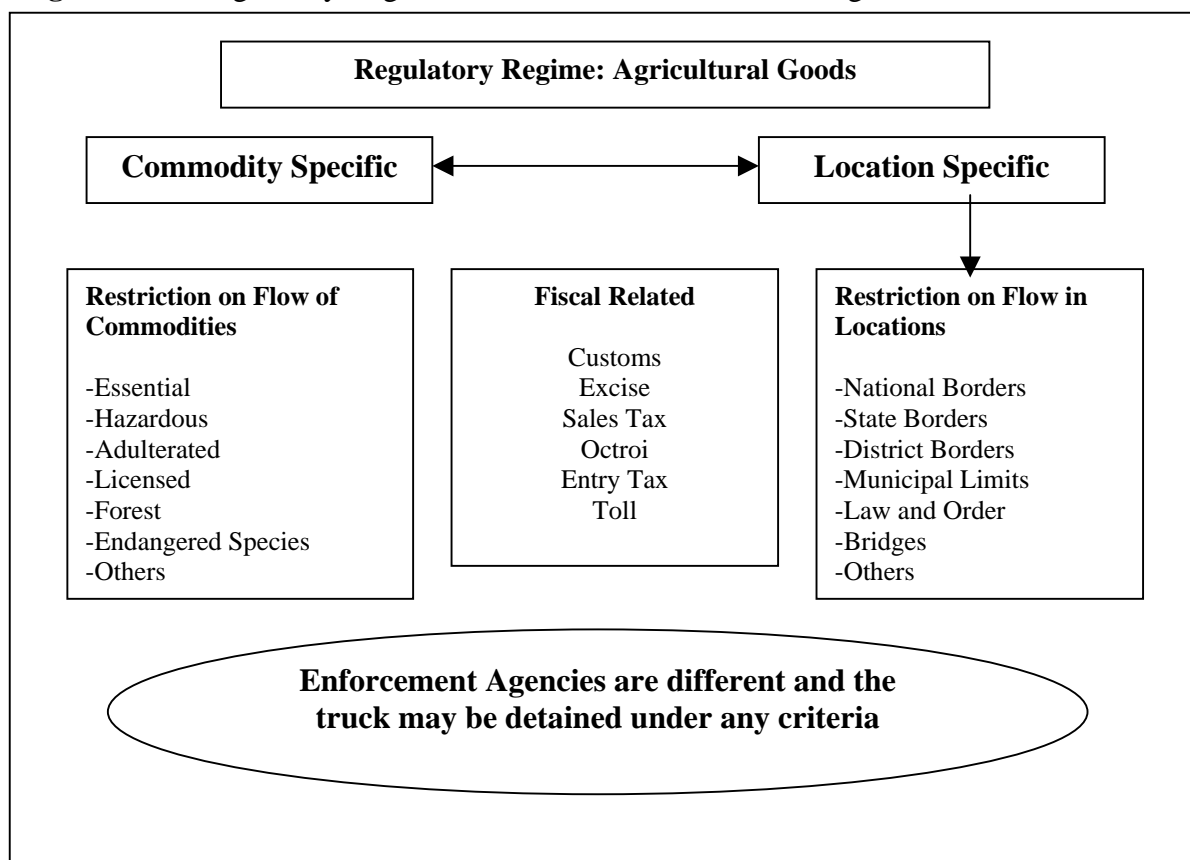 Regulatory Regime: Agricultural Goods
Commodity Specific
Location Specific
Restriction on Flow of
Commodities
-Essential
-Hazardous
-Adulterated
-Licensed
-Forest
-Endangered Species
-Others
Fiscal Related
Customs
Excise
Sales Tax
Octroi
Entry Tax
Toll
Restriction on Flow in
Locations
-National Borders
-State Borders
-District Borders
-Municipal Limits
-Law and Order
-Bridges
-Others
Enforcement Agencies are different and the
truck may be detained under any criteria